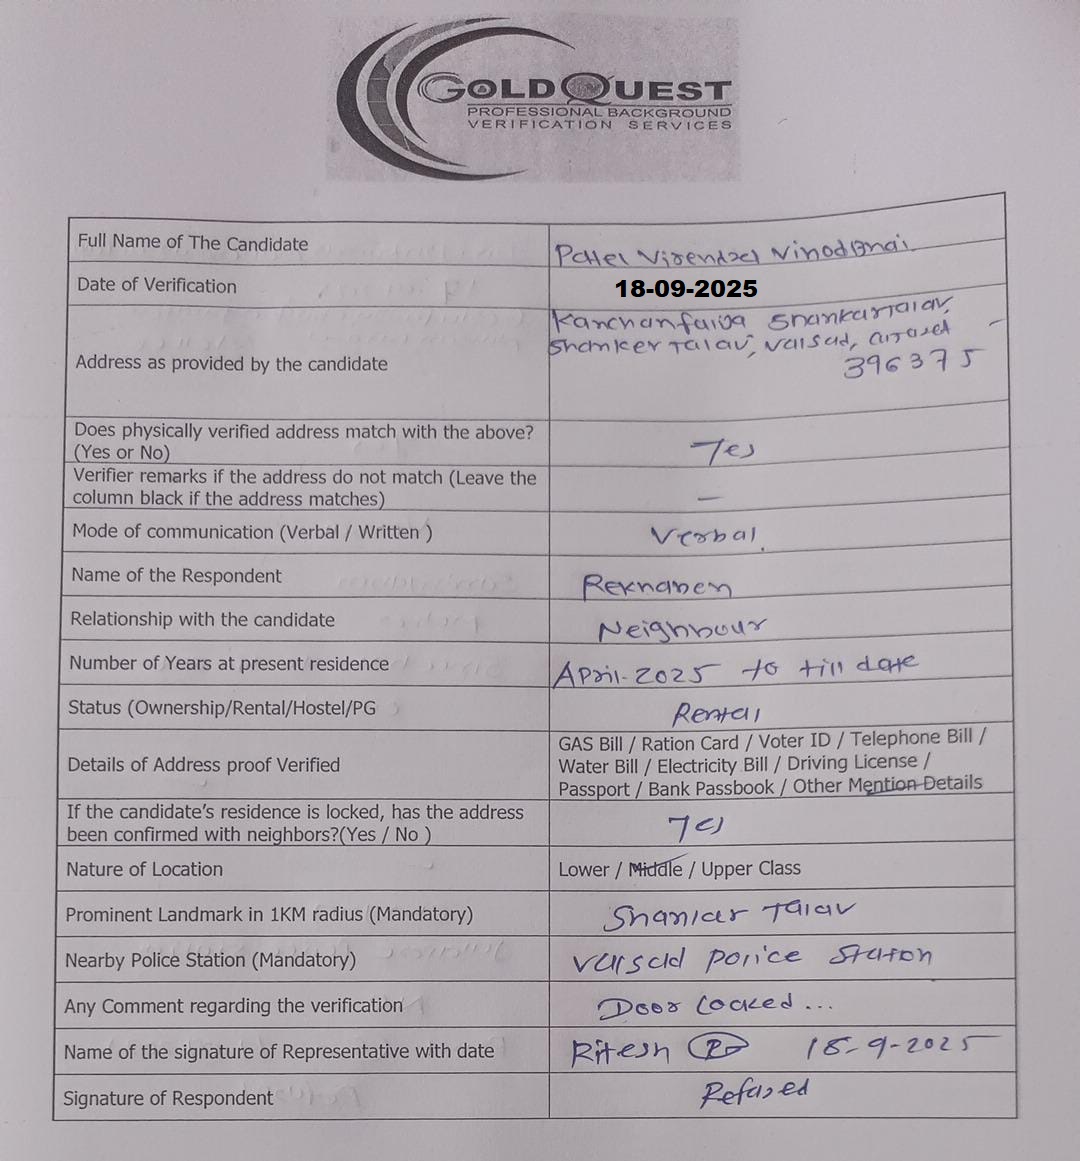 GOLDQUEST
PROFESSIONAL BACKGROUND
VERIFICATION SERVICES
Full Name of The Candidate
Patel Virendra Vinodbhai
Date of Verification
18-09-2025
Address as provided by the candidate
Kanchanfaiva Shankartalav,
Shanker Talav, Valsad, Gujarat
396375
Does physically verified address match with the above?
(Yes or No)
Yes
Verifier remarks if the address do not match (Leave the
column black if the address matches)
–
Mode of communication (Verbal / Written )
Verbal.
Name of the Respondent
Rekhaben
Relationship with the candidate
Neighbour
Number of Years at present residence
April-2025 to till date
Status (Ownership/Rental/Hostel/PG
Rental
Details of Address proof Verified
GAS Bill / Ration Card / Voter ID / Telephone Bill /
Water Bill / Electricity Bill / Driving License /
Passport / Bank Passbook / Other Mention Details
If the candidate's residence is locked, has the address
been confirmed with neighbors?(Yes / No )
Yes
Nature of Location
Lower / Middle / Upper Class
Prominent Landmark in 1KM radius (Mandatory)
Shankar Talav
Nearby Police Station (Mandatory)
Valsad police station
Any Comment regarding the verification
Door Locked...
Name of the signature of Representative with date
Ritesh 18-9-2025
Signature of Respondent
Refused